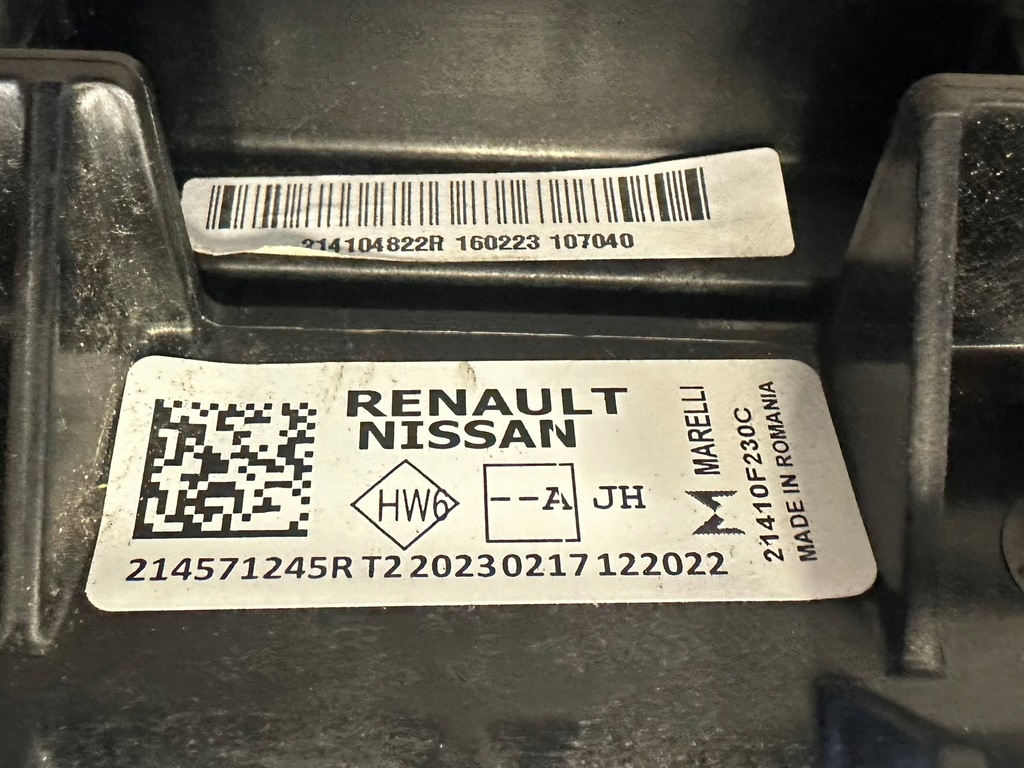 214104822R 160223 107040
RENAULT
NISSAN
HW6
--A
JH
214571245R T2 20230217 122022
MARELLI
21410F230C
MADE IN ROMANIA